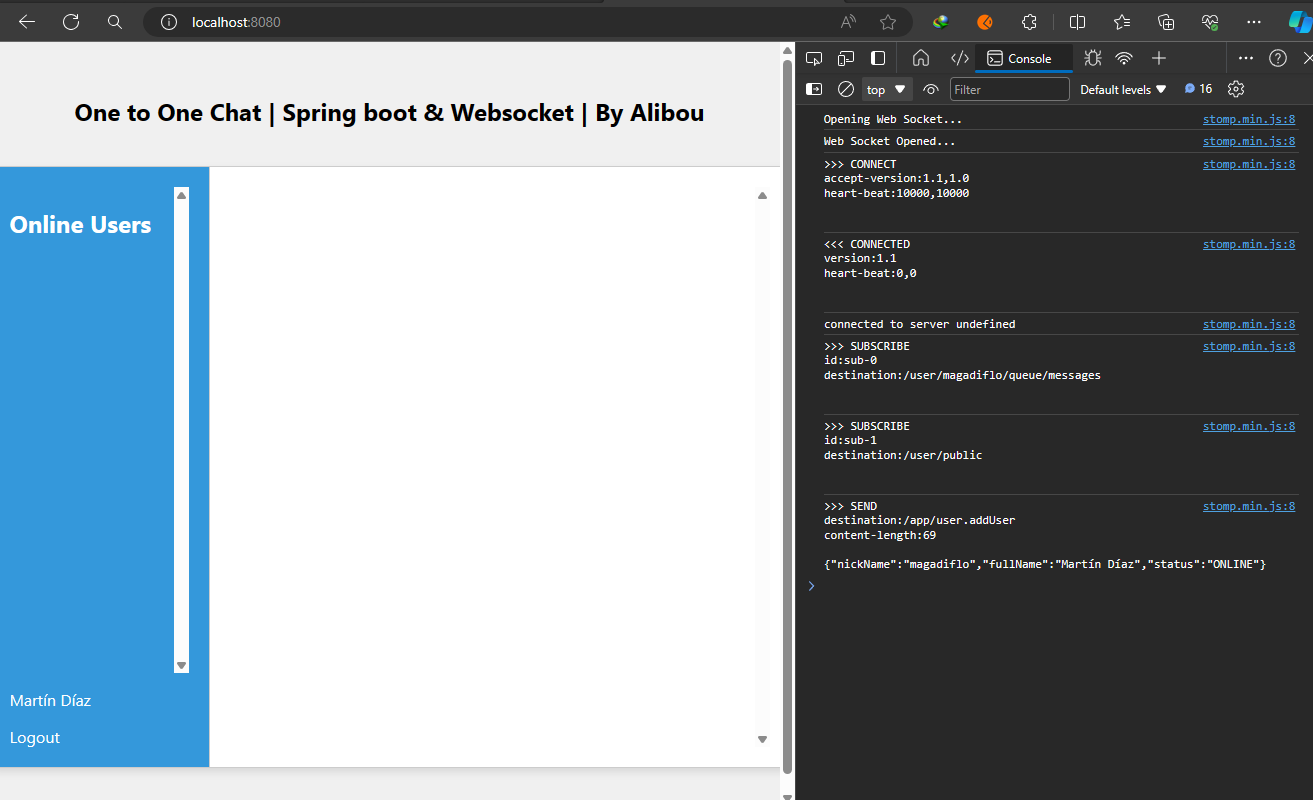 localhost:8080
One to One Chat | Spring boot & Websocket | By Alibou
Online Users
Martín Díaz
Logout
Console
top
Filter
Default levels
16
Opening Web Socket... stomp.min.js:8
Web Socket Opened... stomp.min.js:8
>>> CONNECT stomp.min.js:8
accept-version:1.1,1.0
heart-beat:10000,10000
<<< CONNECTED stomp.min.js:8
version:1.1
heart-beat:0,0
connected to server undefined stomp.min.js:8
>>> SUBSCRIBE stomp.min.js:8
id:sub-0
destination:/user/magadiflo/queue/messages
>>> SUBSCRIBE stomp.min.js:8
id:sub-1
destination:/user/public
>>> SEND stomp.min.js:8
destination:/app/user.addUser
content-length:69
{"nickName":"magadiflo","fullName":"Martín Díaz","status":"ONLINE"}